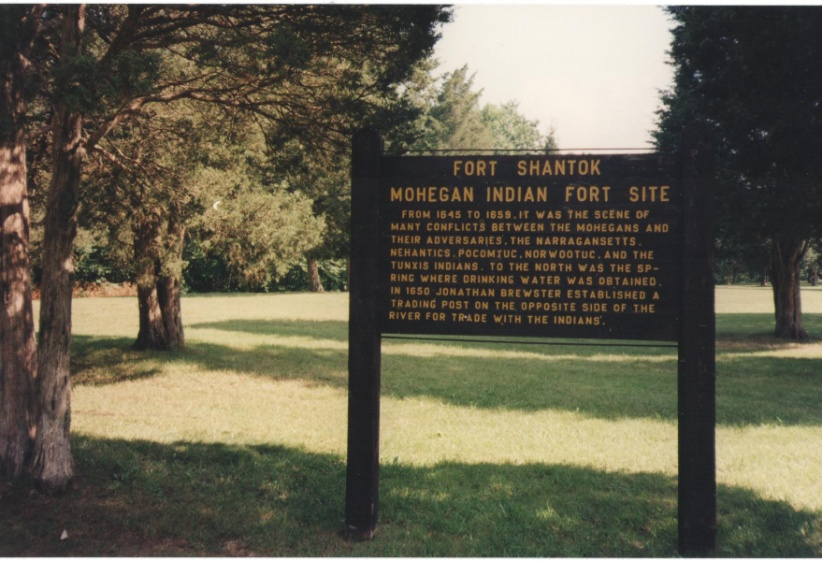 FORT SHANTOK
MOHEGAN INDIAN FORT SITE
FROM 1645 TO 1659, IT WAS THE SCENE OF
MANY CONFLICTS BETWEEN THE MOHEGANS AND
THEIR ADVERSARIES, THE NARRAGANSETTS,
NEHANTICS, POCOMTUC, NORWOOTUC, AND THE
TUNXIS INDIANS. TO THE NORTH WAS THE SP-
RING WHERE DRINKING WATER WAS OBTAINED.
IN 1650 JONATHAN BREWSTER ESTABLISHED A
TRADING POST ON THE OPPOSITE SIDE OF THE
RIVER FOR TRADE WITH THE INDIANS.